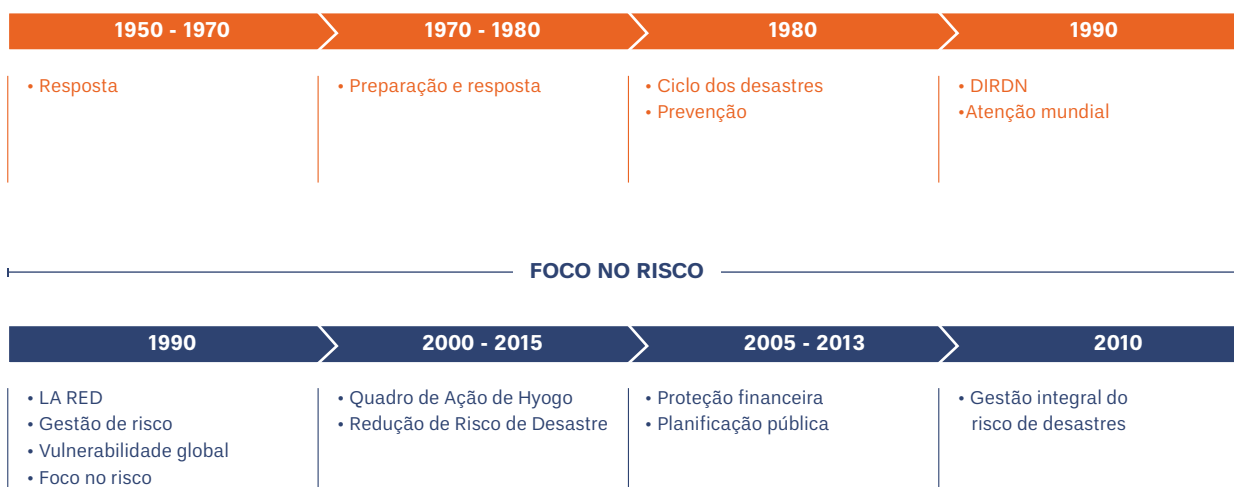 1950 - 1970
1970 - 1980
1980
1990
• Resposta
• Preparação e resposta
• Ciclo dos desastres
• Prevenção
• DIRDN
•Atenção mundial
FOCO NO RISCO
1990
2000 - 2015
2005 - 2013
2010
• LA RED
• Gestão de risco
• Vulnerabilidade global
• Foco no risco
• Quadro de Ação de Hyogo
• Redução de Risco de Desastre
• Proteção financeira
• Planificação pública
• Gestão integral do
risco de desastres